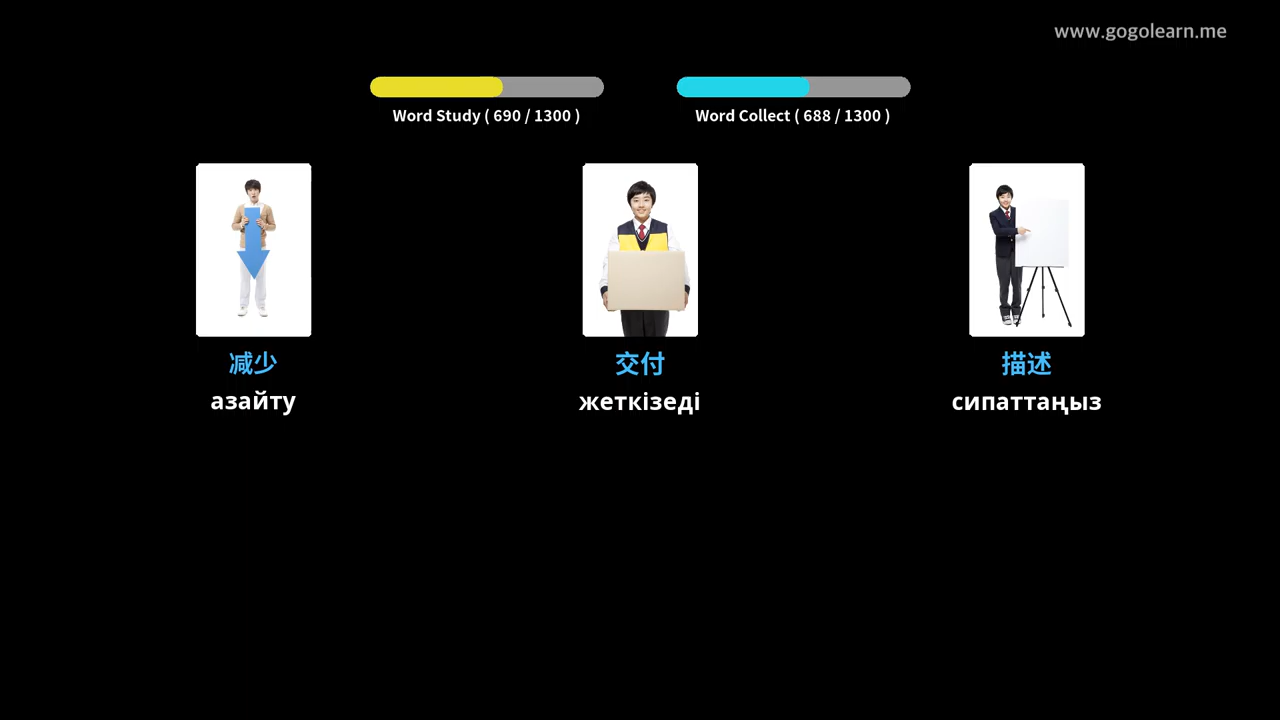 www.gogolearn.me
Word Study ( 690 / 1300 )
Word Collect ( 688 / 1300 )
减少
交付
描述
азайту
жеткізеді
сипаттаңыз